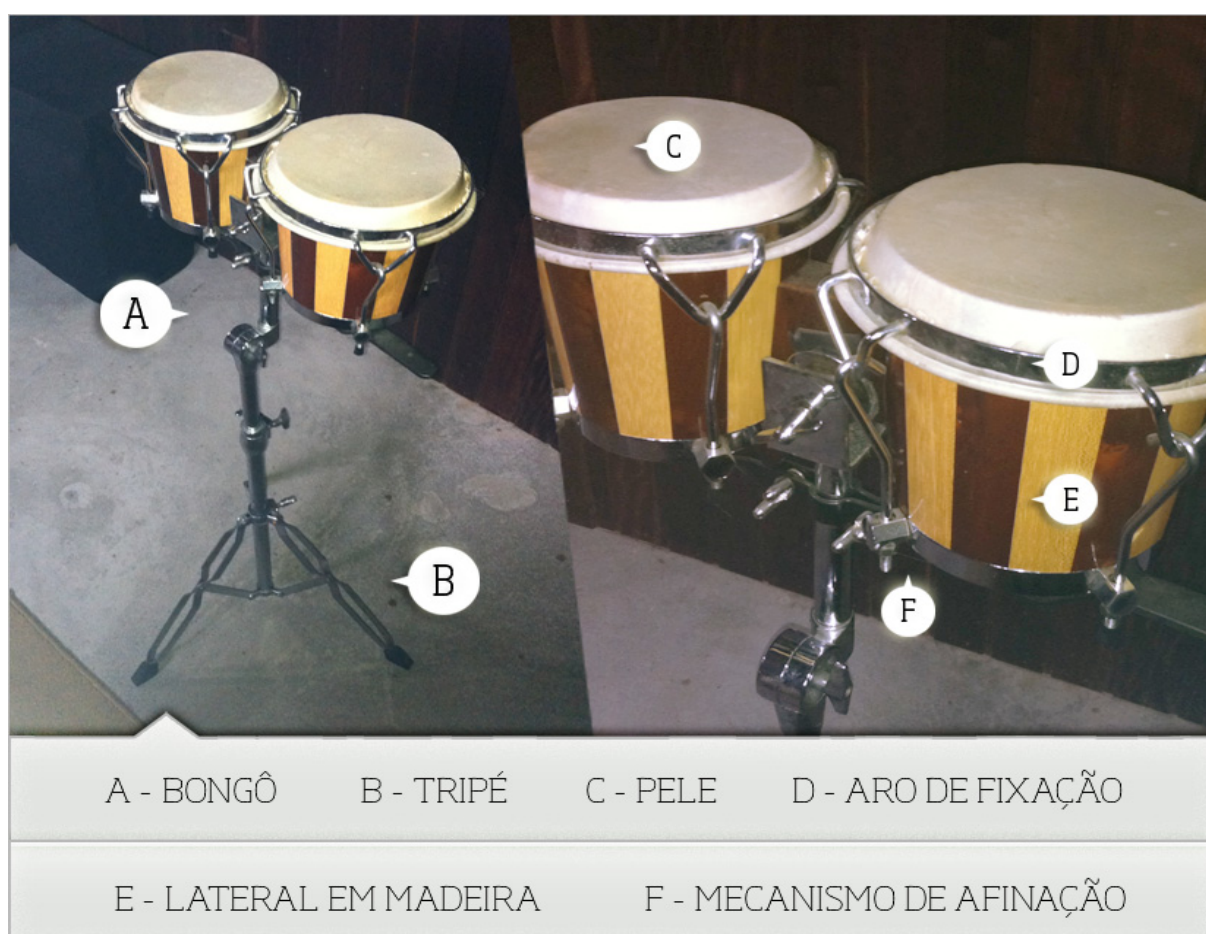 A
B
C
D
E
F
A - BONGÔ B - TRIPÉ C - PELE D - ARO DE FIXAÇÃO
E - LATERAL EM MADEIRA F - MECANISMO DE AFINAÇÃO